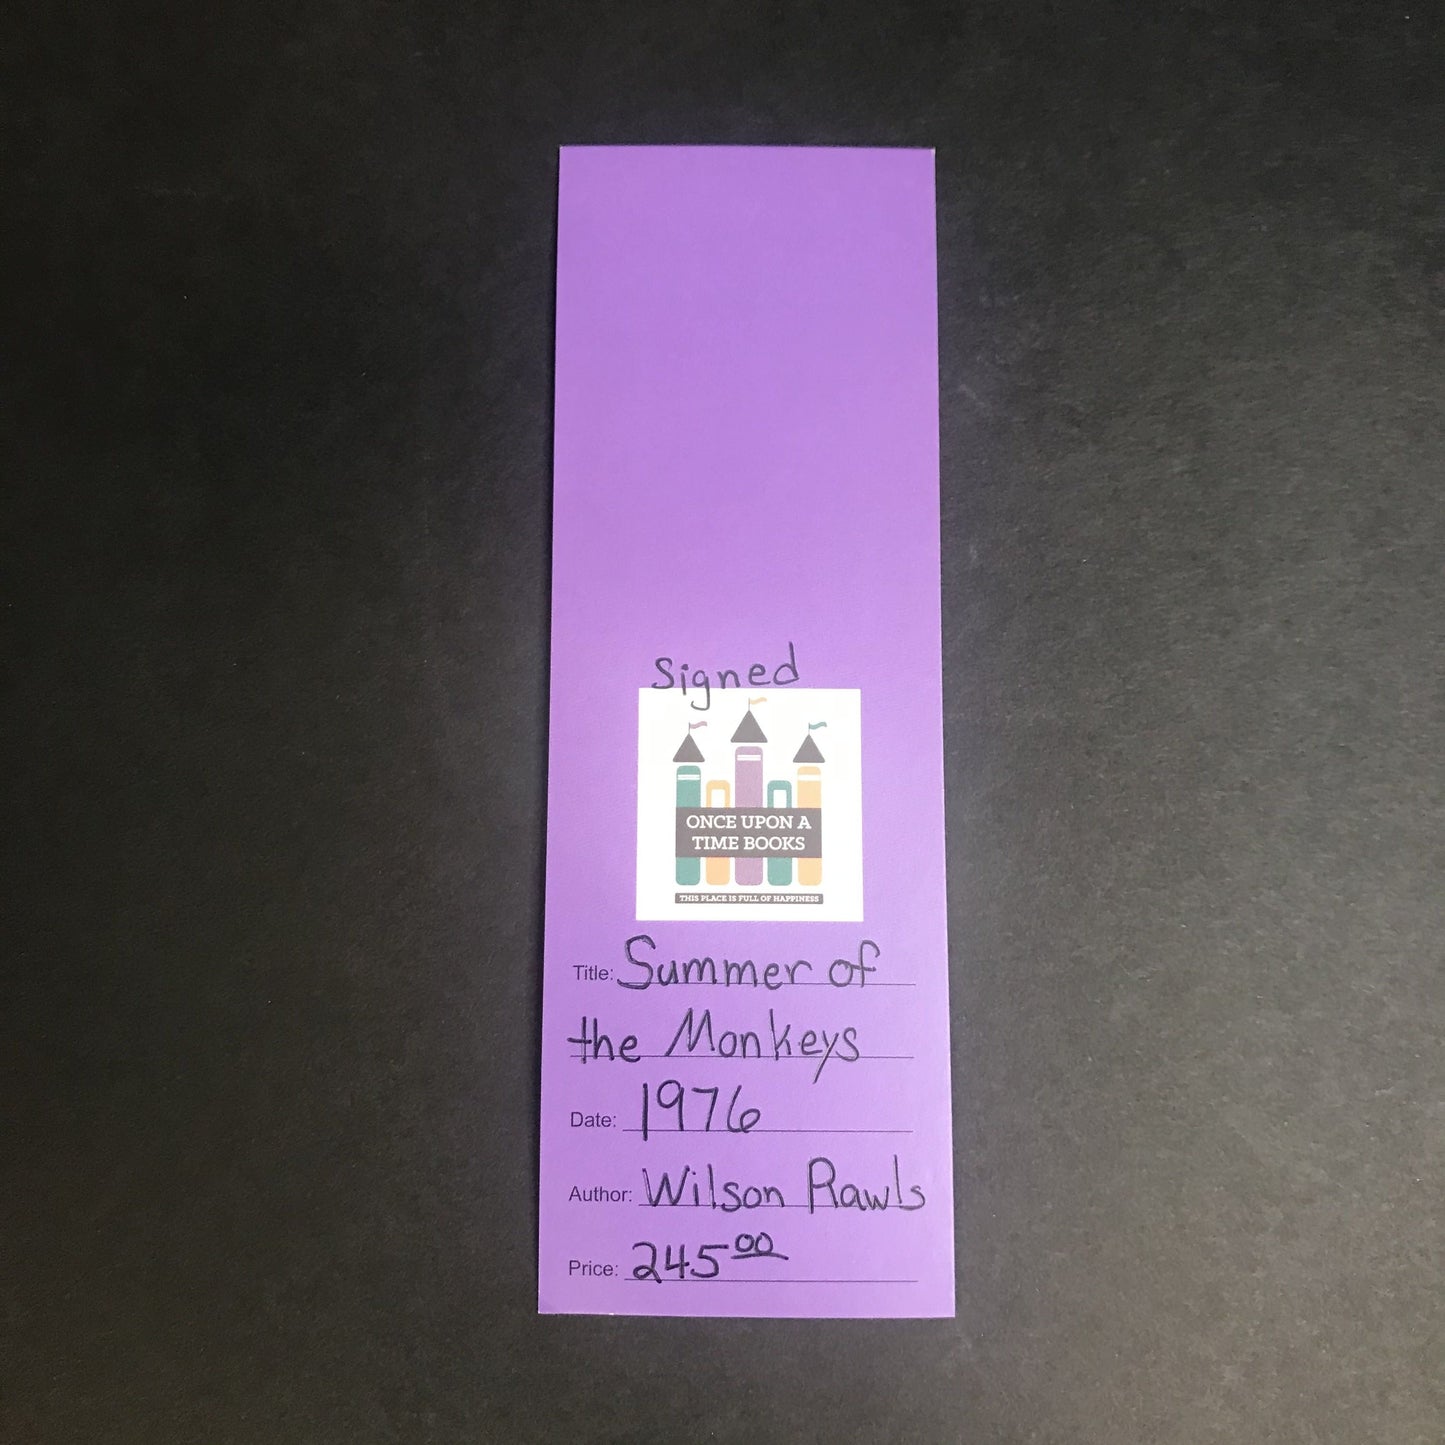 signed
ONCE UPON A
TIME BOOKS
THIS PLACE IS FULL OF HAPPINESS
Title: Summer of
the Monkeys
Date: 1976
Author: Wilson Rawls
Price: 245.00